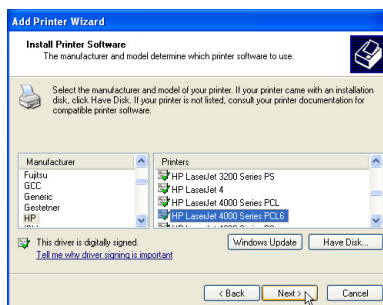 Add Printer Wizard
Install Printer Software
The manufacturer and model determine which printer software to use.
Select the manufacturer and model of your printer. If your printer came with an installation
disk, click Have Disk. If your printer is not listed, consult your printer documentation for
compatible printer software.
Manufacturer
Fujitsu
GCC
Generic
Gestetner
HP
Printers
HP LaserJet 3200 Series PS
HP LaserJet 4
HP LaserJet 4000 Series PCL
HP LaserJet 4000 Series PCL6
This driver is digitally signed.
Tell me why driver signing is important
Windows Update
Have Disk...
< Back
Next >
Cancel